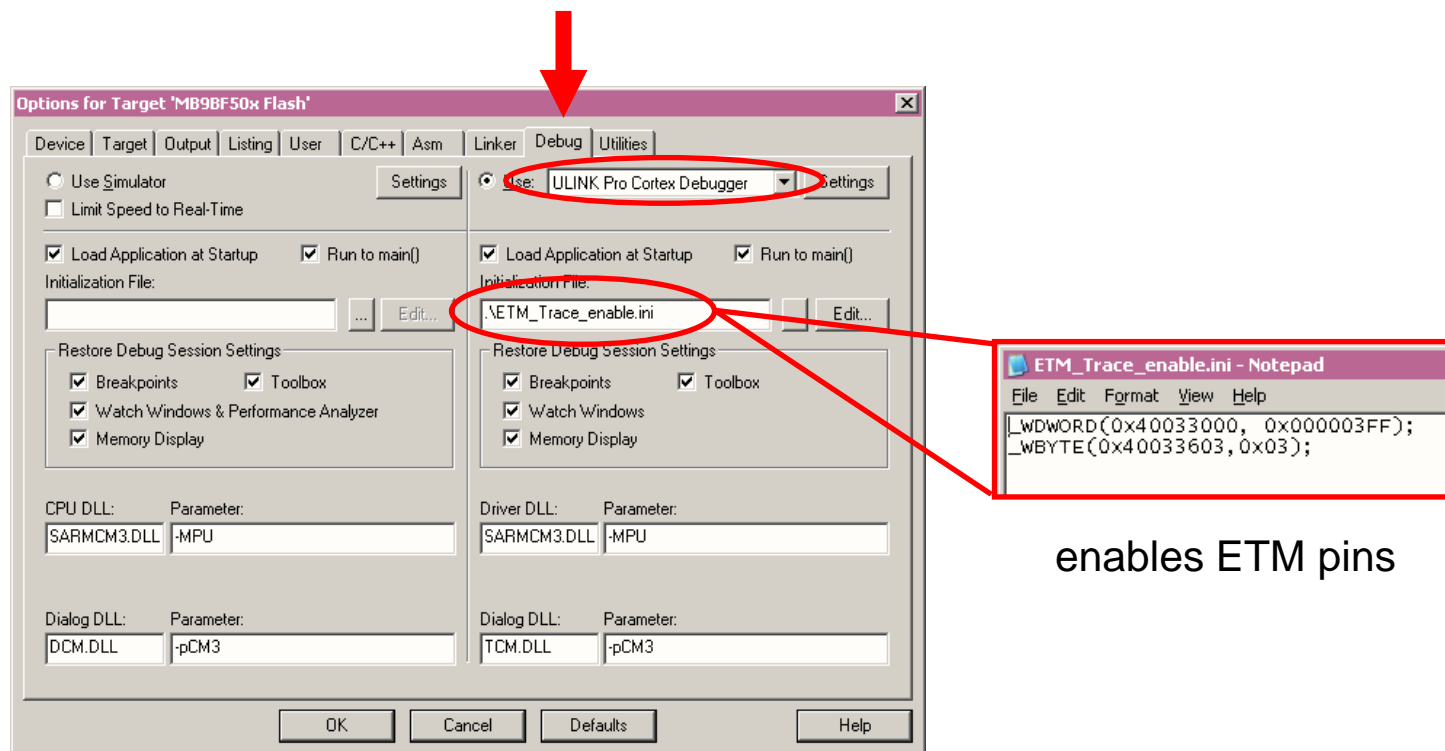 Options for Target 'MB9BF50x Flash'
Device Target Output Listing User C/C++ Asm Linker Debug Utilities
Use Simulator Settings Use: ULINK Pro Cortex Debugger Settings
Limit Speed to Real-Time
Load Application at Startup Run to main() Load Application at Startup Run to main()
Initialization File: Initialization File:
... Edit... .\ETM_Trace_enable.ini Edit...
Restore Debug Session Settings Restore Debug Session Settings
Breakpoints Toolbox Breakpoints Toolbox
Watch Windows & Performance Analyzer Watch Windows
Memory Display Memory Display
CPU DLL: Parameter: Driver DLL: Parameter:
SARMCM3.DLL -MPU SARMCM3.DLL -MPU
Dialog DLL: Parameter: Dialog DLL: Parameter:
DCM.DLL -pCM3 TCM.DLL -pCM3
OK Cancel Defaults Help
ETM_Trace_enable.ini - Notepad
File Edit Format View Help
_WDWORD(0x40033000, 0x000003FF);
_WBYTE(0x40033603,0x03);
enables ETM pins